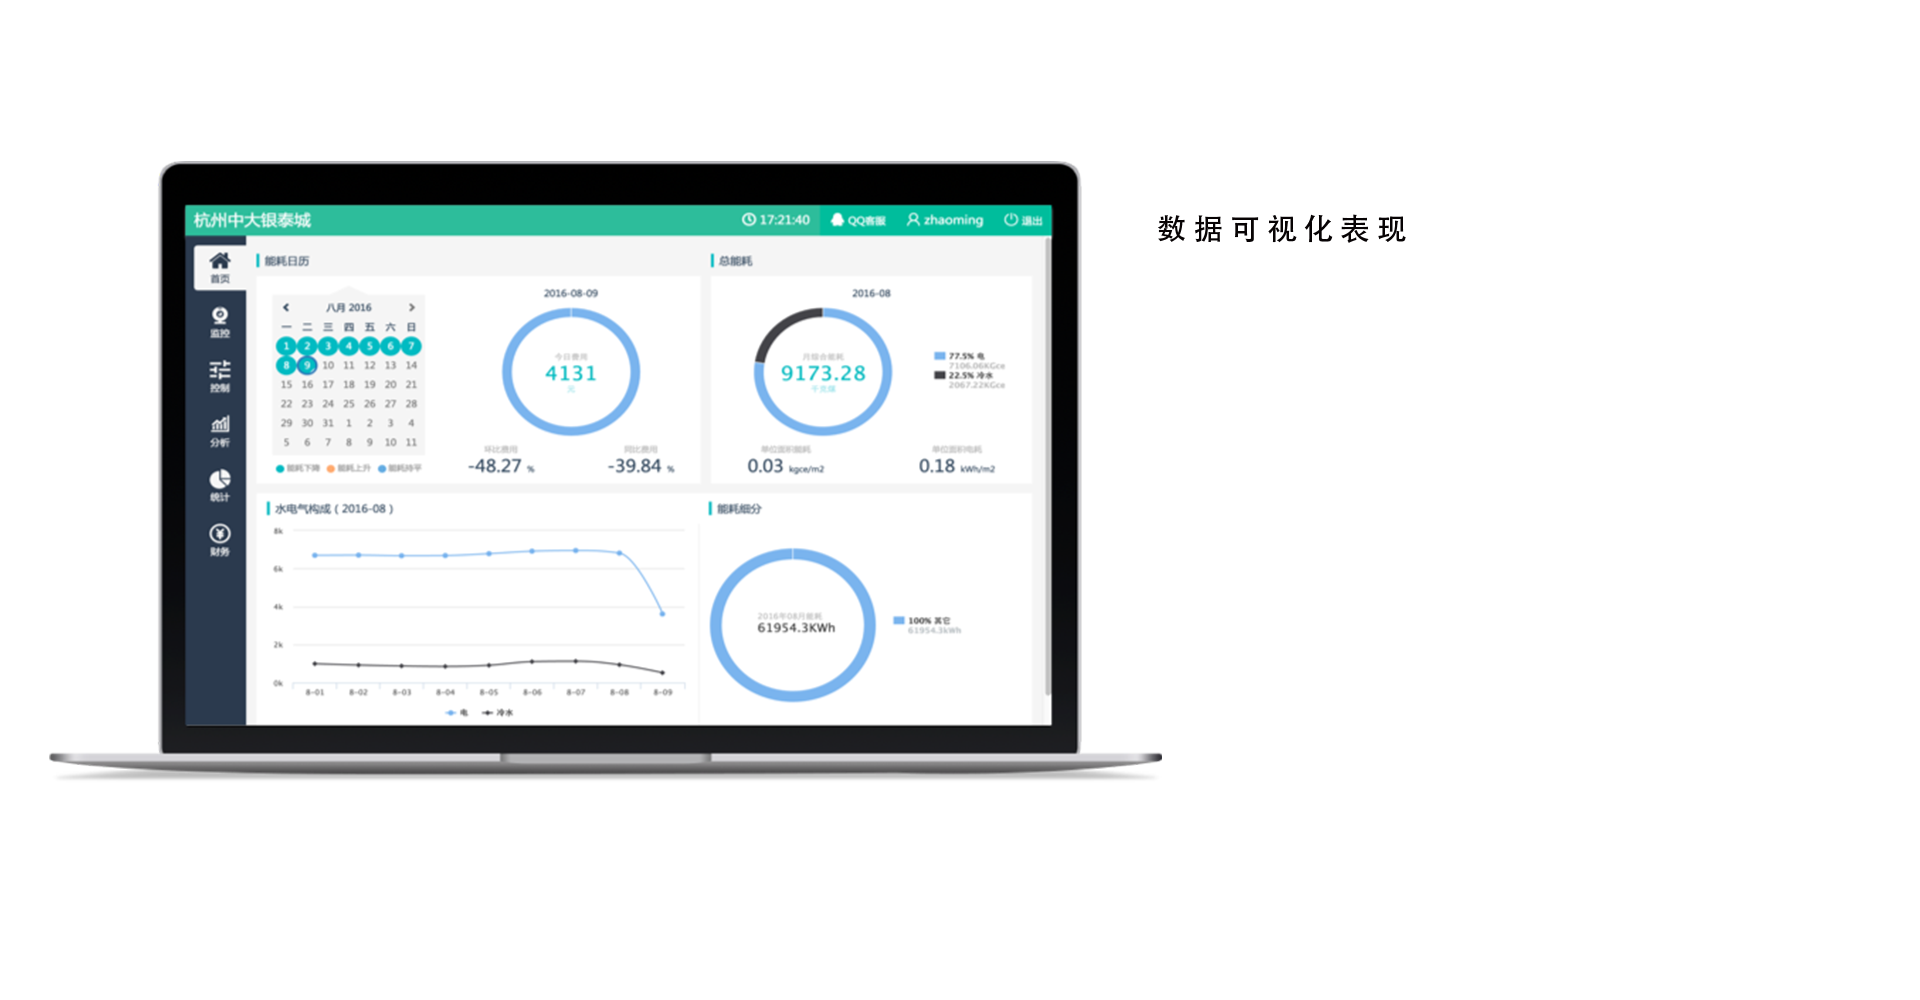 杭州中大银泰城
17:21:40
QQ客服
zhaoming
退出
数据可视化表现
首页
监控
控制
分析
统计
财务
能耗日历
八月 2016
一 二 三 四 五 六 日
1 2 3 4 5 6 7
8 9 10 11 12 13 14
15 16 17 18 19 20 21
22 23 24 25 26 27 28
29 30 31 1 2 3 4
5 6 7 8 9 10 11
能耗下降 能耗上升 能耗持平
2016-08-09
今日费用
4131
元
环比费用
-48.27 %
同比费用
-39.84 %
总能耗
2016-08
月综合能耗
9173.28
千克煤
77.5% 电
7106.06KGce
22.5% 冷水
2067.22KGce
单位面积能耗
0.03 kgce/m2
单位面积电耗
0.18 kWh/m2
水电气构成 ( 2016-08 )
8k
6k
4k
2k
0k
8-01 8-02 8-03 8-04 8-05 8-06 8-07 8-08 8-09
电 冷水
能耗细分
2016年08月能耗
61954.3KWh
100% 其它
61954.3kWh